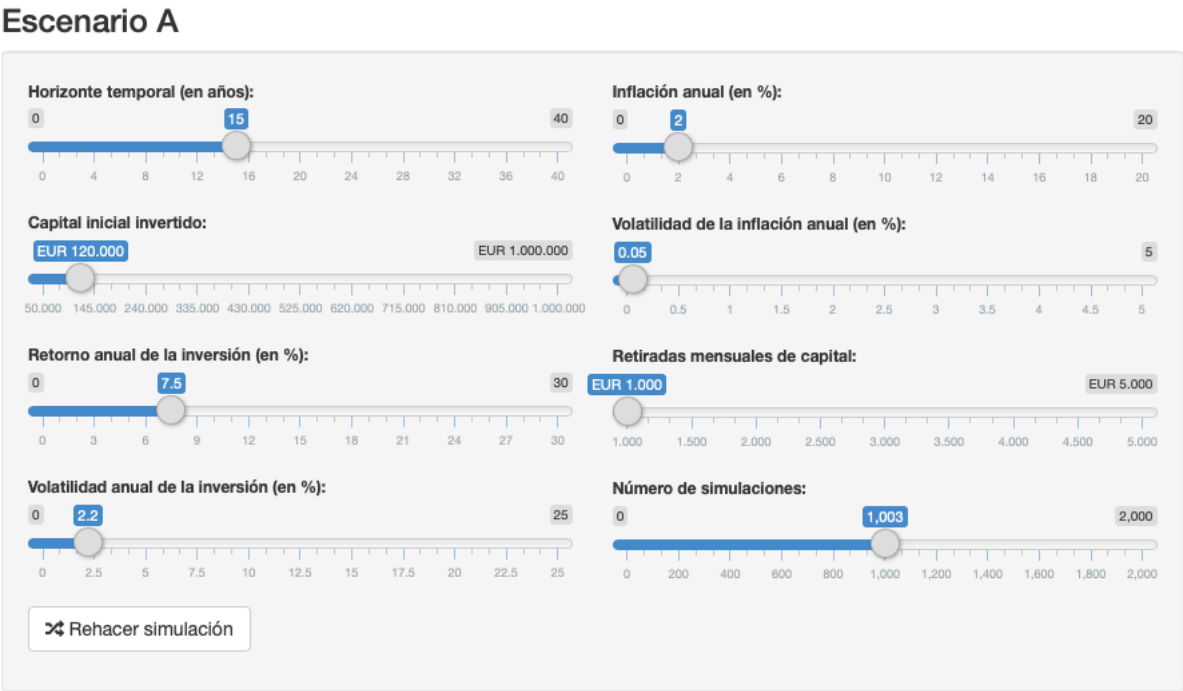 Escenario A
Horizonte temporal (en años):
0 15 40
0 4 8 12 16 20 24 28 32 36 40
Capital inicial invertido:
EUR 120.000 EUR 1.000.000
50.000 145.000 240.000 335.000 430.000 525.000 620.000 715.000 810.000 905.000 1.000.000
Retorno anual de la inversión (en %):
0 7.5 30
0 3 6 9 12 15 18 21 24 27 30
Volatilidad anual de la inversión (en %):
0 2.2 25
0 2.5 5 7.5 10 12.5 15 17.5 20 22.5 25
Rehacer simulación
Inflación anual (en %):
0 2 20
0 2 4 6 8 10 12 14 16 18 20
Volatilidad de la inflación anual (en %):
0.05 5
0 0.5 1 1.5 2 2.5 3 3.5 4 4.5 5
Retiradas mensuales de capital:
EUR 1.000 EUR 5.000
1.000 1.500 2.000 2.500 3.000 3.500 4.000 4.500 5.000
Número de simulaciones:
0 1,003 2,000
0 200 400 600 800 1,000 1,200 1,400 1,600 1,800 2,000